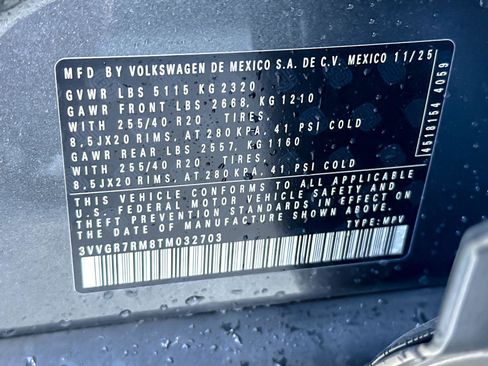 MFD BY VOLKSWAGEN DE MEXICO S.A. DE C.V. MEXICO 11/25
GVWR LBS 5115 KG 2320
GAWR FRONT LBS 2668, KG 1210
WITH 255/40 R20 TIRES.
8.5JX20 RIMS, AT 280 KPA, 41 PSI COLD
GAWR REAR LBS 2557, KG 1160
WITH 255/40 R20 TIRES.
8.5JX20 RIMS, AT 280 KPA, 41 PSI COLD
THIS VEHICLE CONFORMS TO ALL APPLICABLE
U.S. FEDERAL MOTOR VEHICLE SAFETY AND
THEFT PREVENTION STANDARDS IN EFFECT ON
THE DATE OF MANUFACTURE SHOWN ABOVE.
3VVGR7RM8TM032703 TYPE: MPV
4518154 4059